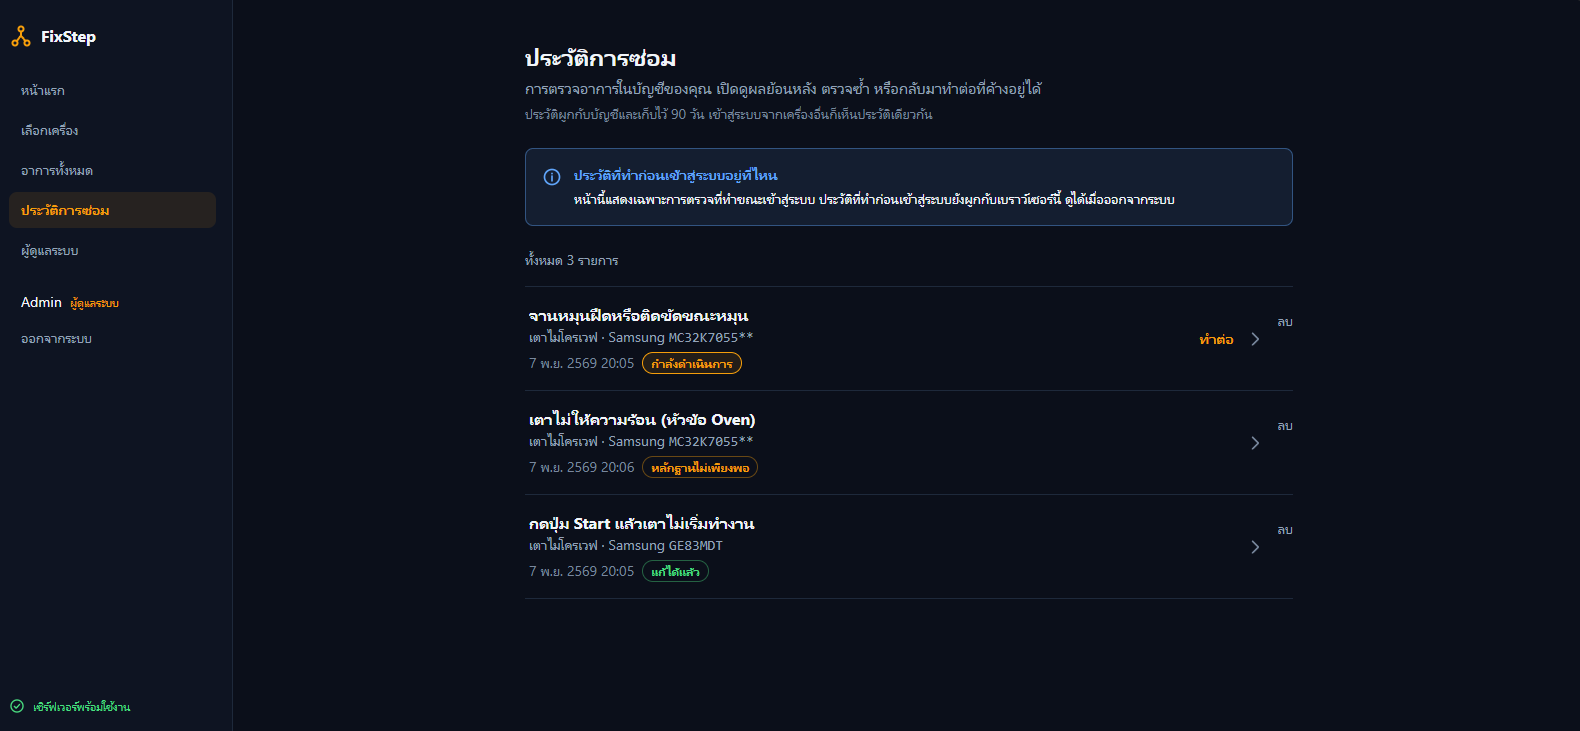 FixStep
หน้าแรก
เลือกเครื่อง
อาการทั้งหมด
ประวัติการซ่อม
ผู้ดูแลระบบ
Admin ผู้ดูแลระบบ
ออกจากระบบ
เซิร์ฟเวอร์พร้อมใช้งาน
ประวัติการซ่อม
การตรวจอาการในบัญชีของคุณ เปิดดูผลย้อนหลัง ตรวจซ้ำ หรือกลับมาทำต่อที่ค้างอยู่ได้
ประวัติผูกกับบัญชีและเก็บไว้ 90 วัน เข้าสู่ระบบจากเครื่องอื่นก็เห็นประวัติเดียวกัน
ประวัติที่ทำก่อนเข้าสู่ระบบอยู่ที่ไหน
หน้านี้แสดงเฉพาะการตรวจที่ทำขณะเข้าสู่ระบบ ประวัติที่ทำก่อนเข้าสู่ระบบยังผูกกับเบราว์เซอร์นี้ ดูได้เมื่อออกจากระบบ
ทั้งหมด 3 รายการ
จานหมุนฝืดหรือติดขัดขณะหมุน
เตาไมโครเวฟ · Samsung MC32K7055**
7 พ.ย. 2569 20:05 กำลังดำเนินการ
ทำต่อ
ลบ
เตาไม่ให้ความร้อน (หัวข้อ Oven)
เตาไมโครเวฟ · Samsung MC32K7055**
7 พ.ย. 2569 20:06 หลักฐานไม่เพียงพอ
ลบ
กดปุ่ม Start แล้วเตาไม่เริ่มทำงาน
เตาไมโครเวฟ · Samsung GE83MDT
7 พ.ย. 2569 20:05 แก้ได้แล้ว
ลบ